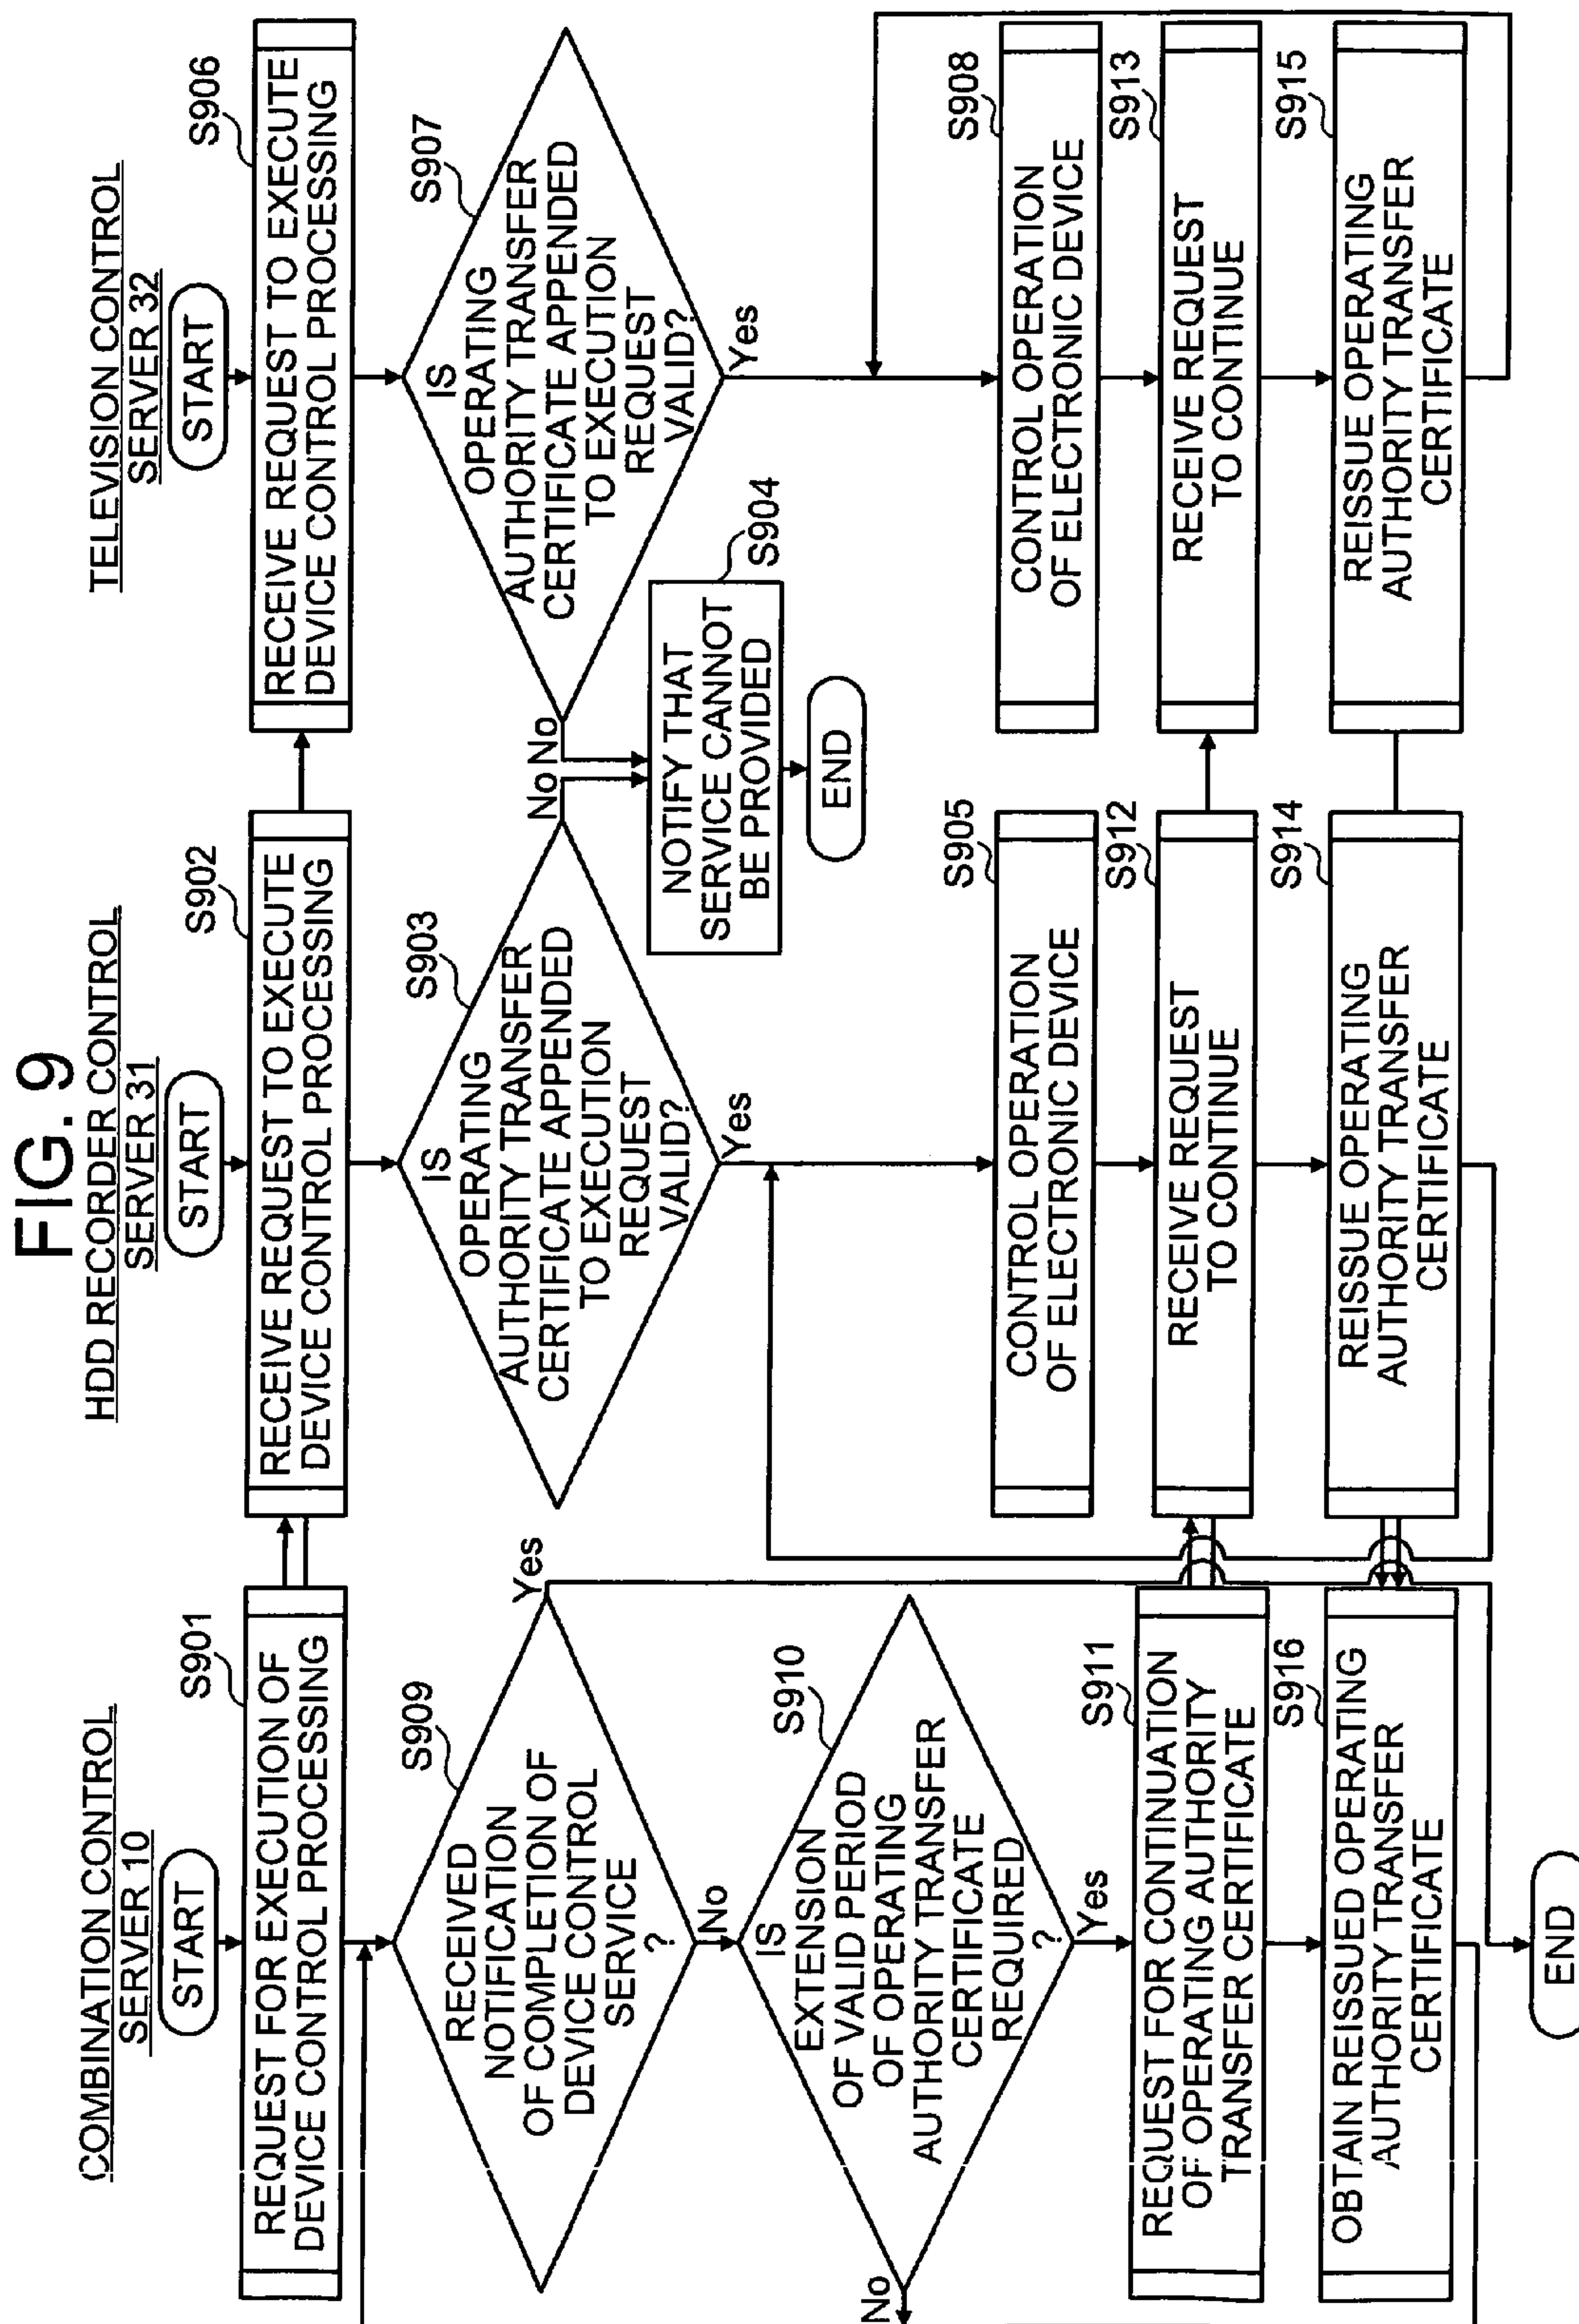 FIG. 9
COMBINATION CONTROL
SERVER 10
START
S901
REQUEST FOR EXECUTION OF
DEVICE CONTROL PROCESSING
S909
RECEIVED
NOTIFICATION
OF COMPLETION OF
DEVICE CONTROL
SERVICE
?
Yes
No
S910
IS
EXTENSION
OF VALID PERIOD
OF OPERATING
AUTHORITY TRANSFER
CERTIFICATE
REQUIRED
?
No
Yes
S911
REQUEST FOR CONTINUATION
OF OPERATING AUTHORITY
TRANSFER CERTIFICATE
S916
OBTAIN REISSUED OPERATING
AUTHORITY TRANSFER
CERTIFICATE
END
HDD RECORDER CONTROL
SERVER 31
START
S902
RECEIVE REQUEST TO EXECUTE
DEVICE CONTROL PROCESSING
S903
IS
OPERATING
AUTHORITY TRANSFER
CERTIFICATE APPENDED
TO EXECUTION
REQUEST
VALID?
No
Yes
S904
NOTIFY THAT
SERVICE CANNOT
BE PROVIDED
END
S905
CONTROL OPERATION
OF ELECTRONIC DEVICE
S912
RECEIVE REQUEST
TO CONTINUE
S914
REISSUE OPERATING
AUTHORITY TRANSFER
CERTIFICATE
TELEVISION CONTROL
SERVER 32
START
S906
RECEIVE REQUEST TO EXECUTE
DEVICE CONTROL PROCESSING
S907
IS
OPERATING
AUTHORITY TRANSFER
CERTIFICATE APPENDED
TO EXECUTION
REQUEST
VALID?
No
Yes
S908
CONTROL OPERATION
OF ELECTRONIC DEVICE
S913
RECEIVE REQUEST
TO CONTINUE
S915
REISSUE OPERATING
AUTHORITY TRANSFER
CERTIFICATE